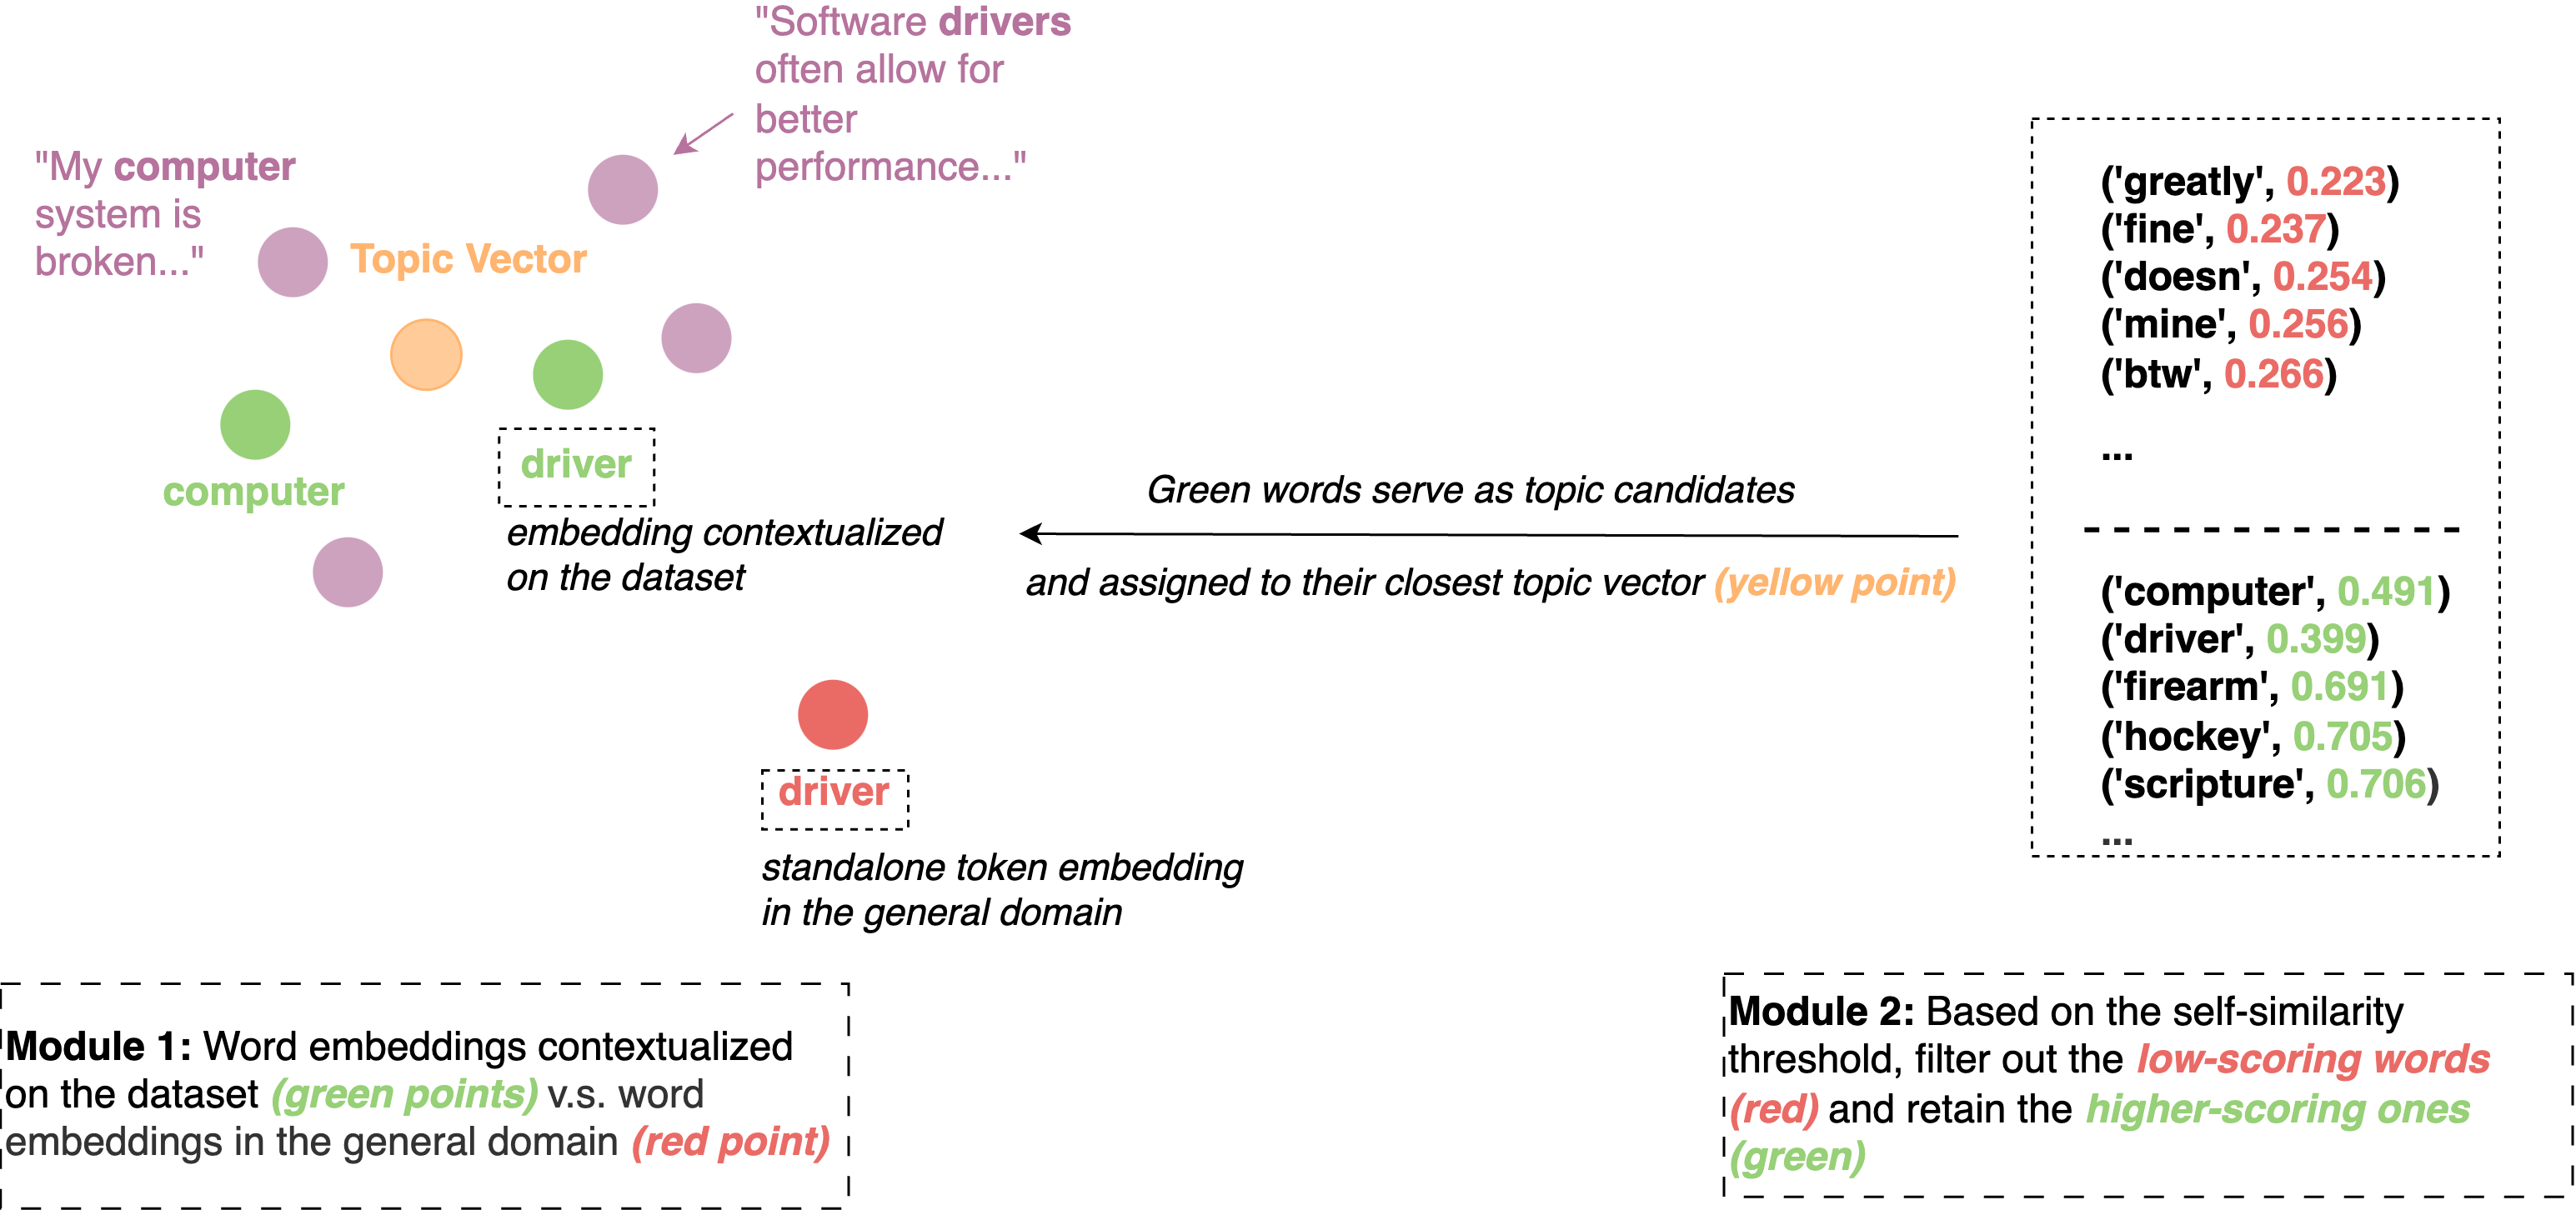 "Software drivers
often allow for
better
performance..."
"My computer
system is
broken..."
Topic Vector
driver
computer
embedding contextualized
on the dataset
driver
standalone token embedding
in the general domain
Green words serve as topic candidates
and assigned to their closest topic vector (yellow point)
('greatly', 0.223)
('fine', 0.237)
('doesn', 0.254)
('mine', 0.256)
('btw', 0.266)
...
('computer', 0.491)
('driver', 0.399)
('firearm', 0.691)
('hockey', 0.705)
('scripture', 0.706)
...
Module 1: Word embeddings contextualized
on the dataset (green points) v.s. word
embeddings in the general domain (red point)
Module 2: Based on the self-similarity
threshold, filter out the low-scoring words
(red) and retain the higher-scoring ones
(green)